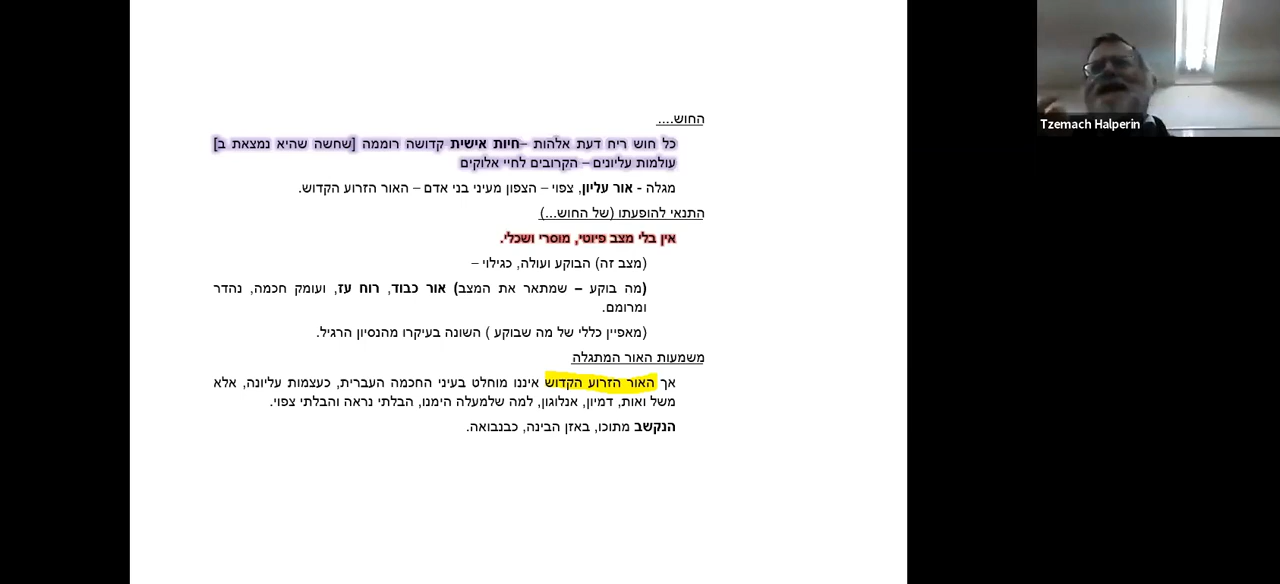 החוש....
כל חוש ריח דעת אלהות –חיות אישית קדושה רוממה [שחשה שהיא נמצאת ב]
עולמות עליונים – הקרובים לחיי אלוקים
מגלה - אור עליון, צפוי – הצפון מעיני בני אדם – האור הזרוע הקדוש.
התנאי להופעתו (של החוש...)
אין בלי מצב פיוטי, מוסרי ושכלי.
(מצב זה) הבוקע ועולה, כגילוי –
(מה בוקע – שמתאר את המצב) אור כבוד, רוח עז, ועומק חכמה, נהדר
ומרומם.
(מאפיין כללי של מה שבוקע ) השונה בעיקרו מהנסיון הרגיל.
משמעות האור המתגלה
אך האור הזרוע הקדוש איננו מוחלט בעיני החכמה העברית, כעצמות עליונה, אלא
משל ואות, דמיון, אנלוגון, למה שלמעלה הימנו, הבלתי נראה והבלתי צפוי.
הנקשב מתוכו, באזן הבינה, כבנבואה.
Tzemach Halperin